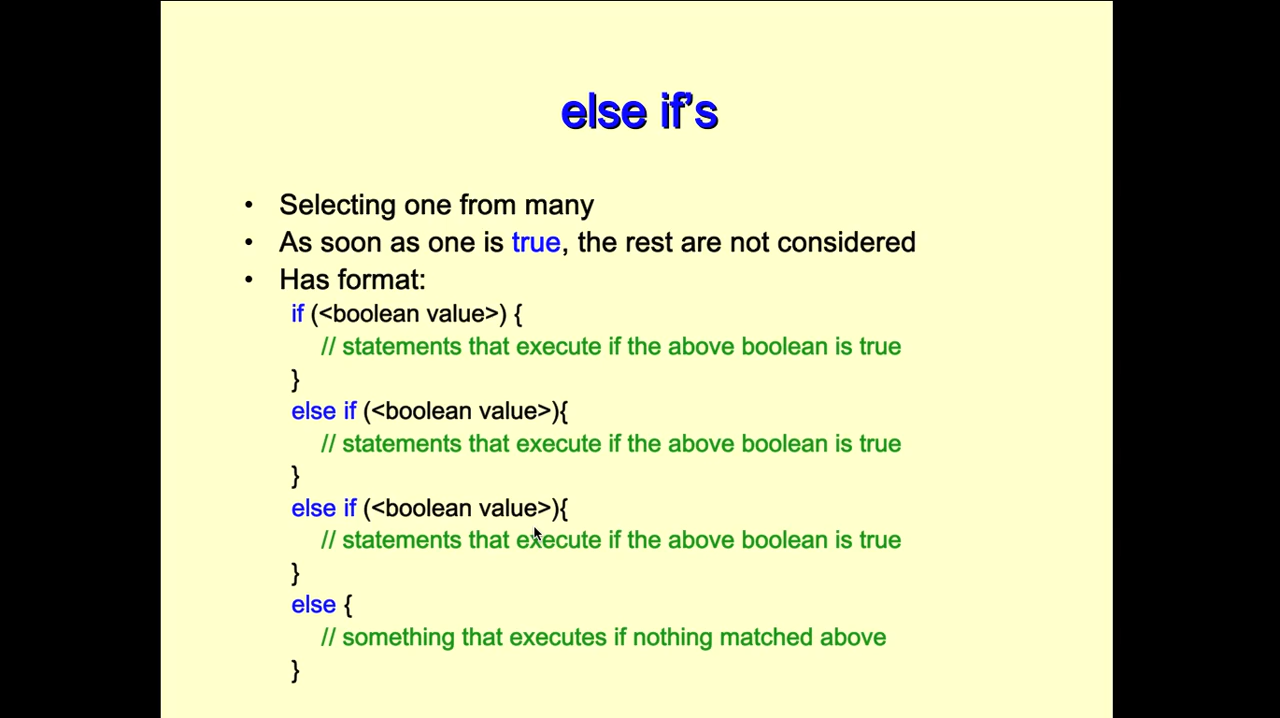 else if's
• Selecting one from many
• As soon as one is true, the rest are not considered
• Has format:
if (<boolean value>) {
// statements that execute if the above boolean is true
}
else if (<boolean value>){
// statements that execute if the above boolean is true
}
else if (<boolean value>){
// statements that execute if the above boolean is true
}
else {
// something that executes if nothing matched above
}